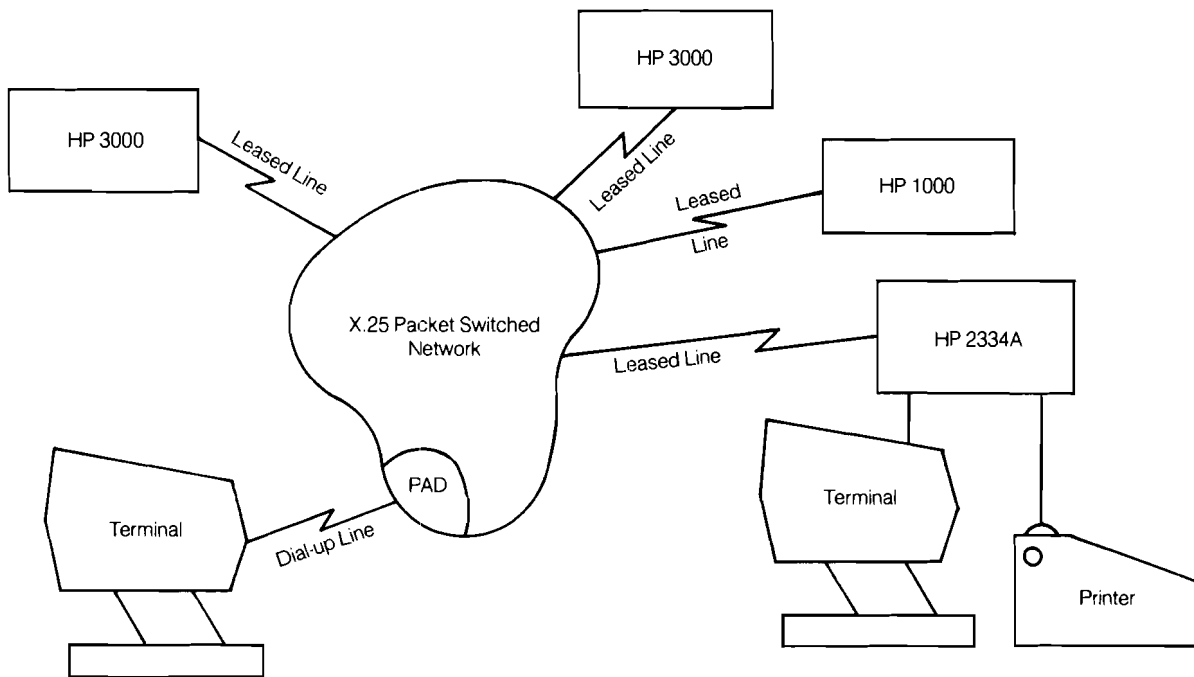 HP 3000
HP 3000
Leased Line
Leased Line
Leased
Line
HP 1000
X.25 Packet Switched
Network
Leased Line
HP 2334A
PAD
Terminal
Dial-up Line
Terminal
Printer